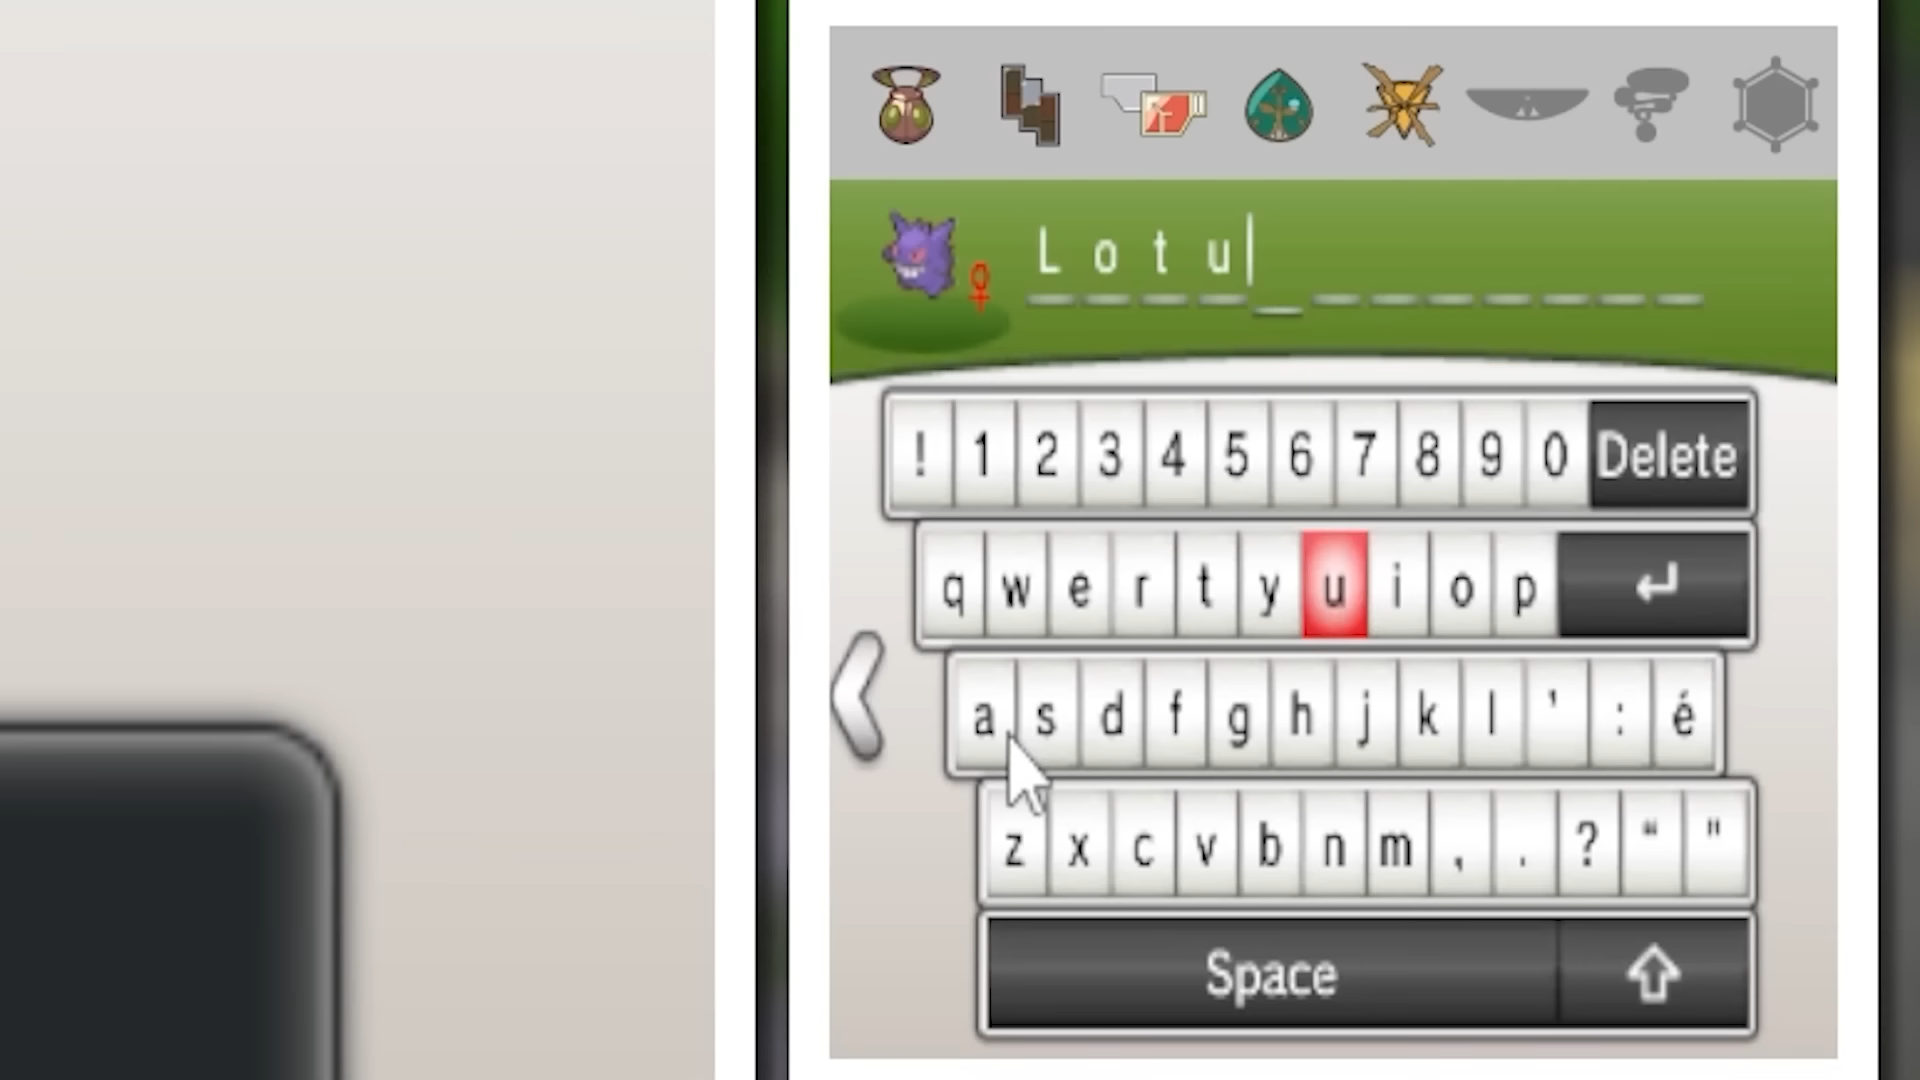 Lotu
! 1 2 3 4 5 6 7 8 9 0 Delete
q w e r t y u i o p
a s d f g h j k l ' : é
z x c v b n m , . ? “ "
Space